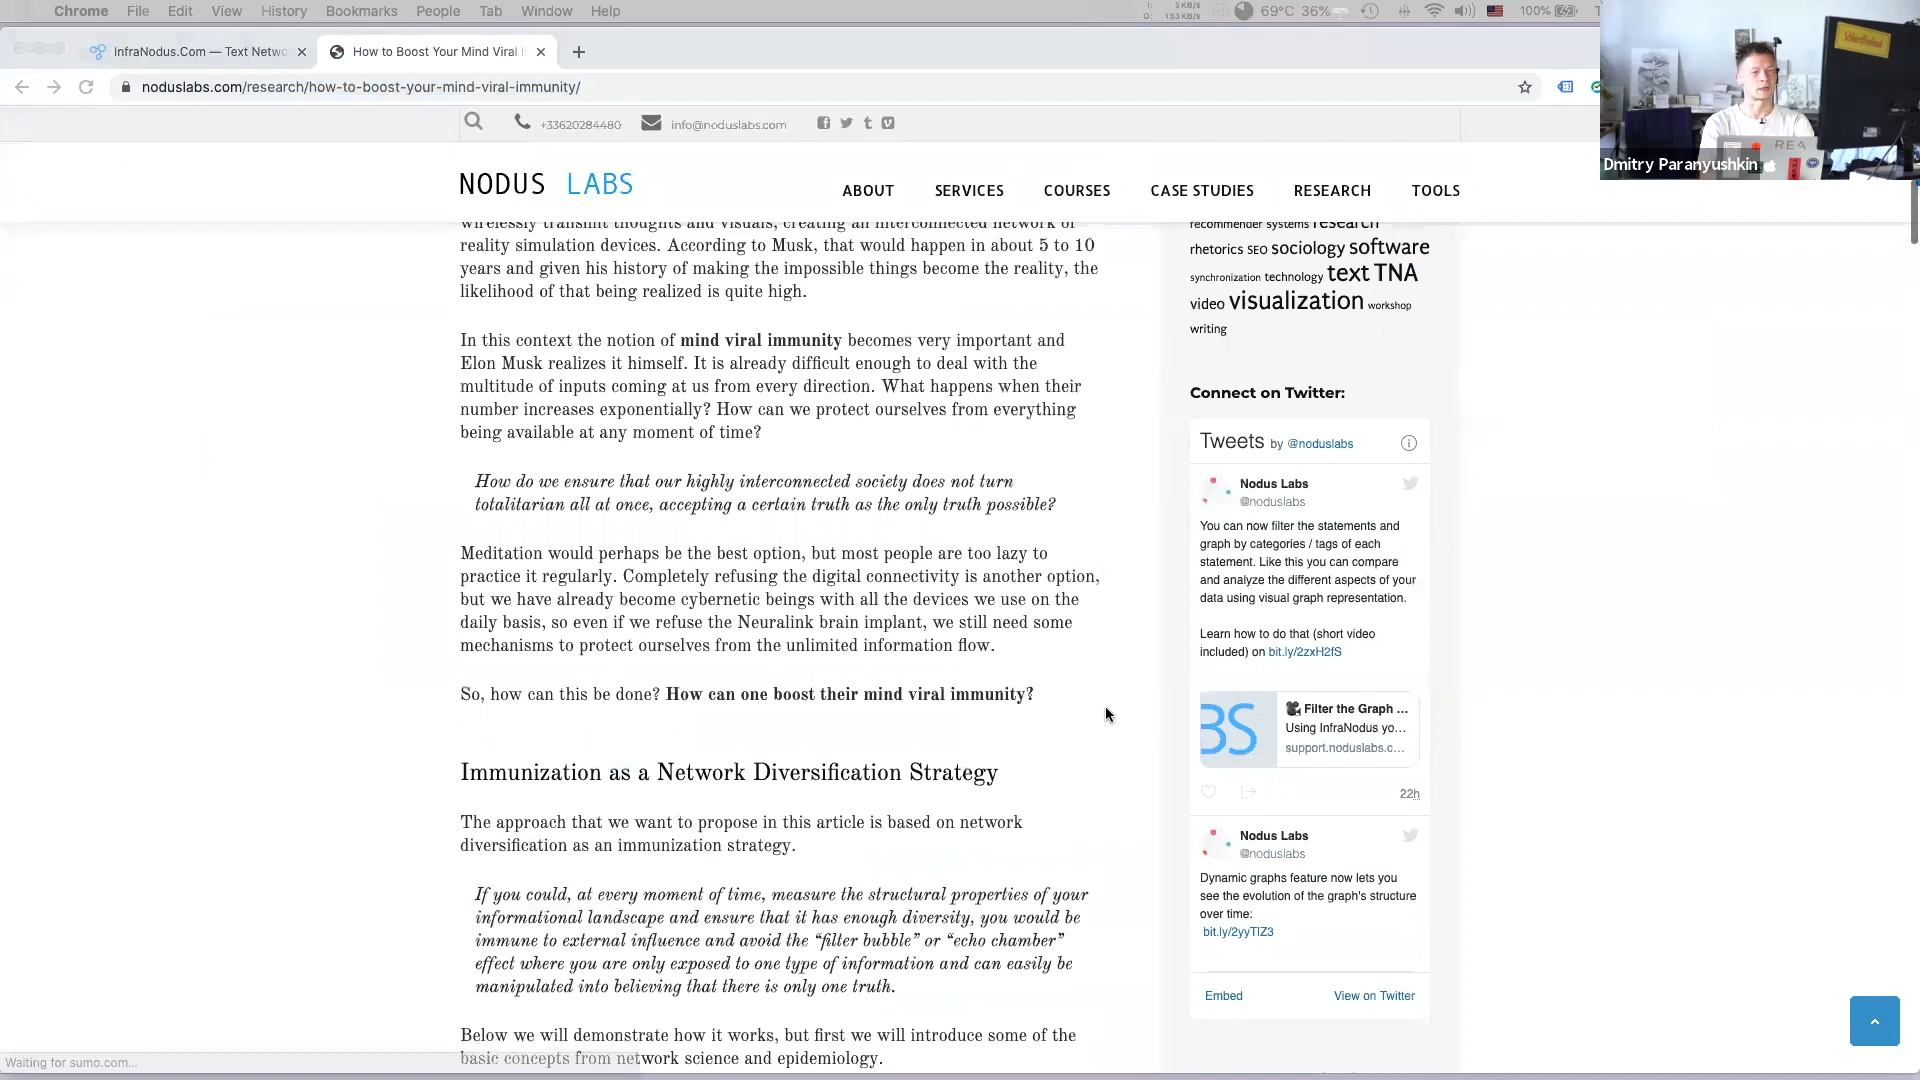 Chrome File Edit View History Bookmarks People Tab Window Help
5 KB/s
69°C 36% 100%
InfraNodus.Com — Text Netwo
How to Boost Your Mind Viral
noduslabs.com/research/how-to-boost-your-mind-viral-immunity/
Dmitry Paranyushkin
REA
+33620284480 info@noduslabs.com
NODUS LABS
ABOUT SERVICES COURSES CASE STUDIES RESEARCH TOOLS
wirelessly transmit thoughts and visuals, creating an interconnected network of
reality simulation devices. According to Musk, that would happen in about 5 to 10
years and given his history of making the impossible things become the reality, the
likelihood of that being realized is quite high.
In this context the notion of mind viral immunity becomes very important and
Elon Musk realizes it himself. It is already difficult enough to deal with the
multitude of inputs coming at us from every direction. What happens when their
number increases exponentially? How can we protect ourselves from everything
being available at any moment of time?
How do we ensure that our highly interconnected society does not turn
totalitarian all at once, accepting a certain truth as the only truth possible?
Meditation would perhaps be the best option, but most people are too lazy to
practice it regularly. Completely refusing the digital connectivity is another option,
but we have already become cybernetic beings with all the devices we use on the
daily basis, so even if we refuse the Neuralink brain implant, we still need some
mechanisms to protect ourselves from the unlimited information flow.
So, how can this be done? How can one boost their mind viral immunity?
Immunization as a Network Diversification Strategy
The approach that we want to propose in this article is based on network
diversification as an immunization strategy.
If you could, at every moment of time, measure the structural properties of your
informational landscape and ensure that it has enough diversity, you would be
immune to external influence and avoid the “filter bubble” or “echo chamber”
effect where you are only exposed to one type of information and can easily be
manipulated into believing that there is only one truth.
Below we will demonstrate how it works, but first we will introduce some of the
basic concepts from network science and epidemiology.
recommender systems research
rhetorics SEO sociology software
synchronization technology text TNA
video visualization workshop
writing
Connect on Twitter:
Tweets by @noduslabs
Nodus Labs
@noduslabs
You can now filter the statements and
graph by categories / tags of each
statement. Like this you can compare
and analyze the different aspects of your
data using visual graph representation.
Learn how to do that (short video
included) on bit.ly/2zxH2fS
BS
Filter the Graph ...
Using InfraNodus yo...
support.noduslabs.c...
22h
Nodus Labs
@noduslabs
Dynamic graphs feature now lets you
see the evolution of the graph's structure
over time:
bit.ly/2yyTlZ3
Embed View on Twitter
Waiting for sumo.com...